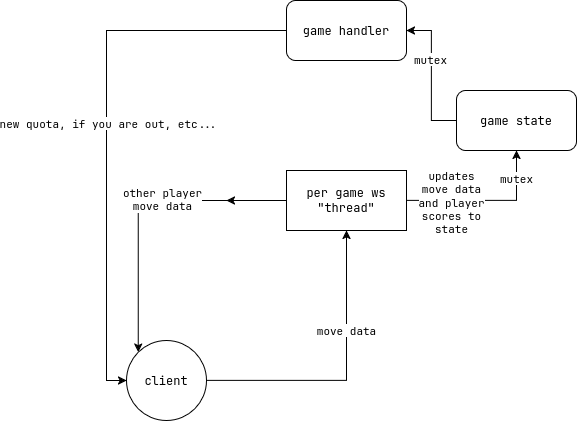 game handler
mutex
game state
new quota, if you are out, etc...
per game ws
"thread"
updates
move data
and player
scores to
state
mutex
other player
move data
move data
client